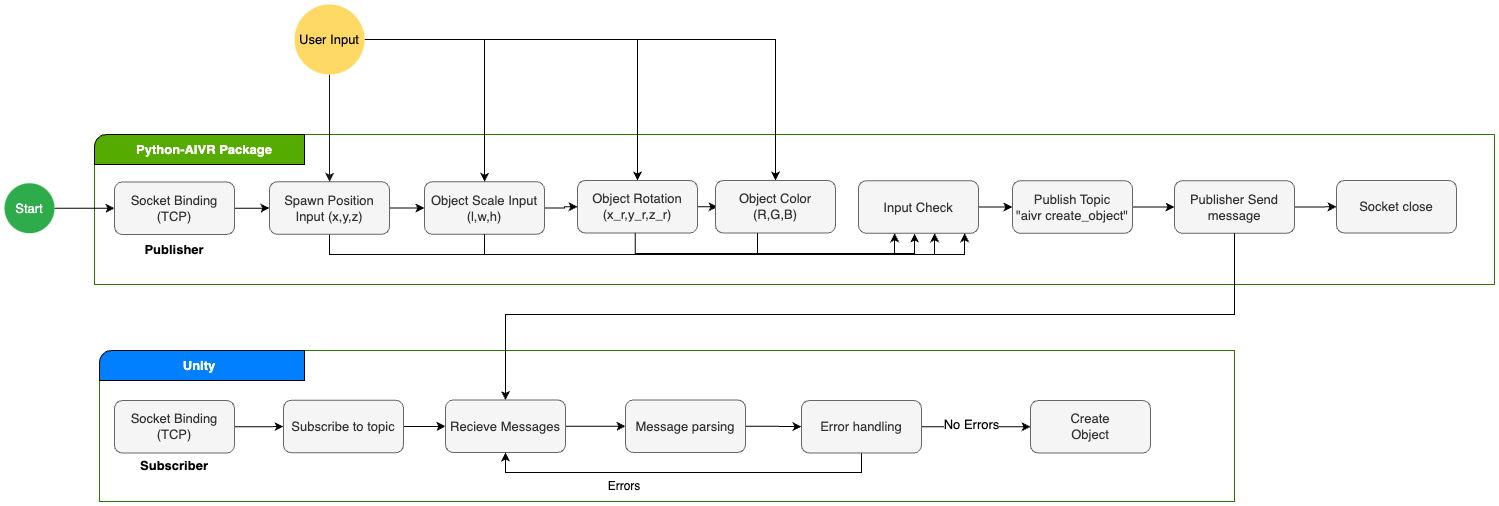 User Input
Python-AIVR Package
Start
Socket Binding
(TCP)
Publisher
Spawn Position
Input (x,y,z)
Object Scale Input
(l,w,h)
Object Rotation
(x_r,y_r,z_r)
Object Color
(R,G,B)
Input Check
Publish Topic
"aivr create_object"
Publisher Send
message
Socket close
Unity
Socket Binding
(TCP)
Subscriber
Subscribe to topic
Recieve Messages
Message parsing
Error handling
No Errors
Create
Object
Errors